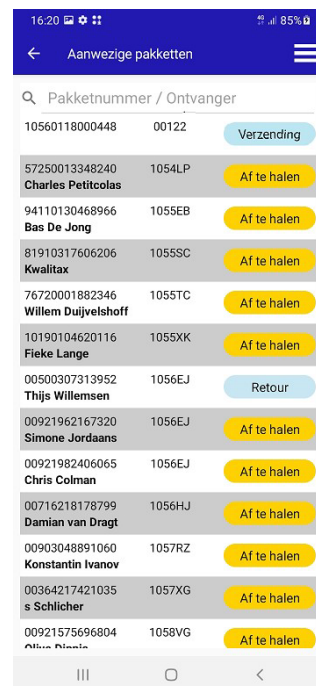 16:20 85%
Aanwezige pakketten
Pakketnummer / Ontvanger
10560118000448 00122 Verzending
57250013348240 1054LP Af te halen
Charles Petitcolas
94110130468966 1055EB Af te halen
Bas De Jong
81910317606206 1055SC Af te halen
Kwalitax
76720001882346 1055TC Af te halen
Willem Duijvelshoff
10190104620116 1055XK Af te halen
Fieke Lange
00500307313952 1056EJ Retour
Thijs Willemsen
00921962167320 1056EJ Af te halen
Simone Jordaans
00921982406065 1056EJ Af te halen
Chris Colman
00716218178799 1056HJ Af te halen
Damian van Dragt
00903048891060 1057RZ Af te halen
Konstantin Ivanov
00364217421035 1057XG Af te halen
s Schlicher
00921575696804 1058VG Af te halen